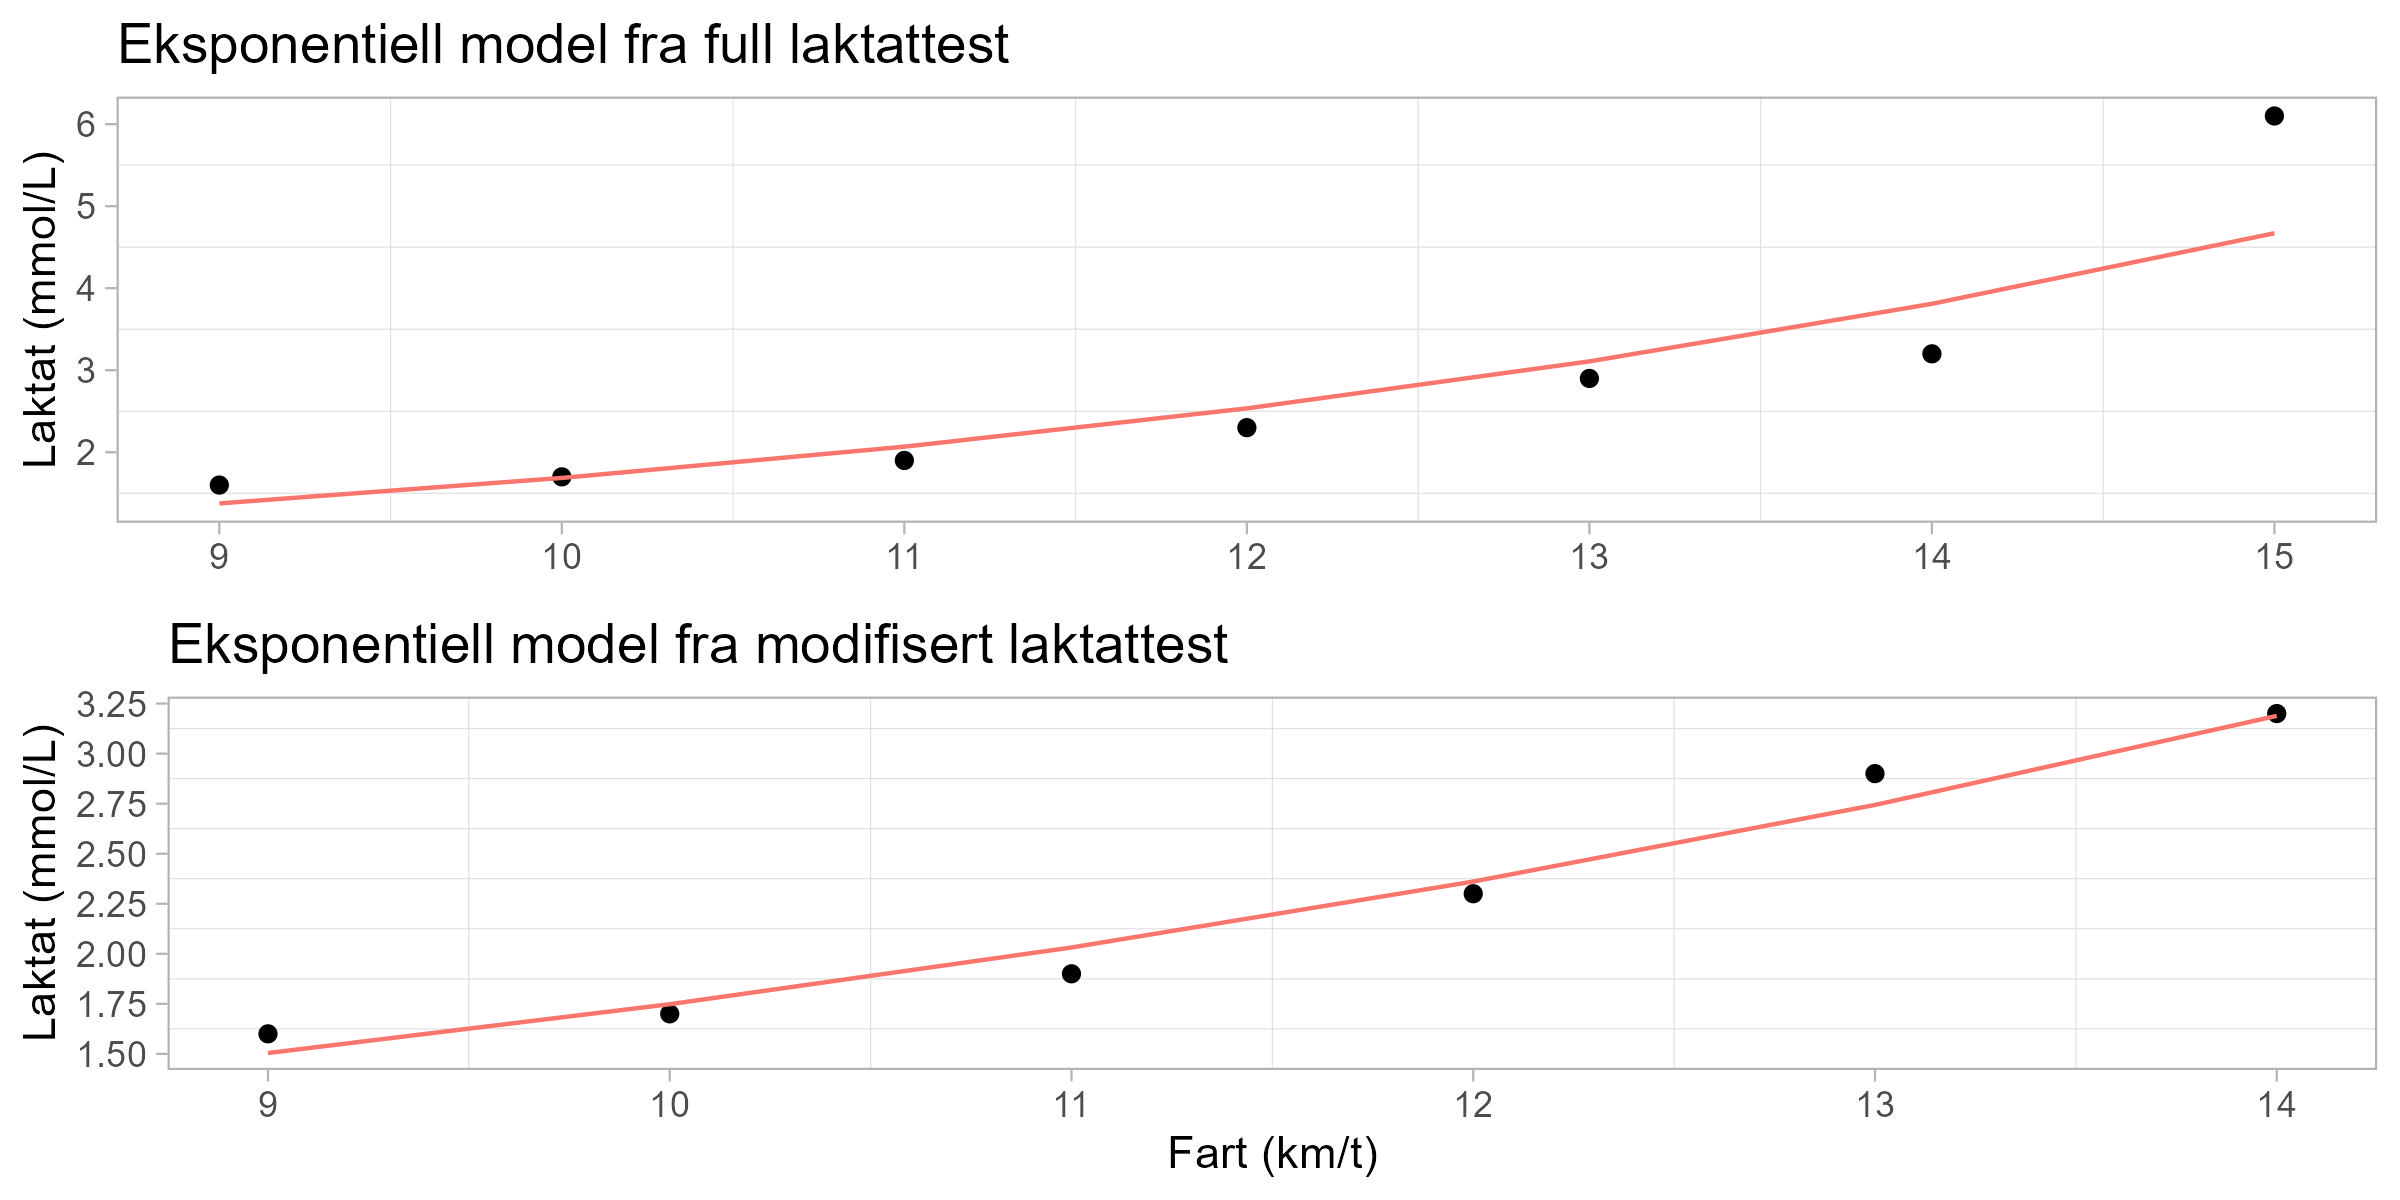 Eksponentiell model fra full laktattest
Laktat (mmol/L)
6
5
4
3
2
9 10 11 12 13 14 15
Eksponentiell model fra modifisert laktattest
Laktat (mmol/L)
3.25
3.00
2.75
2.50
2.25
2.00
1.75
1.50
9 10 11 12 13 14
Fart (km/t)